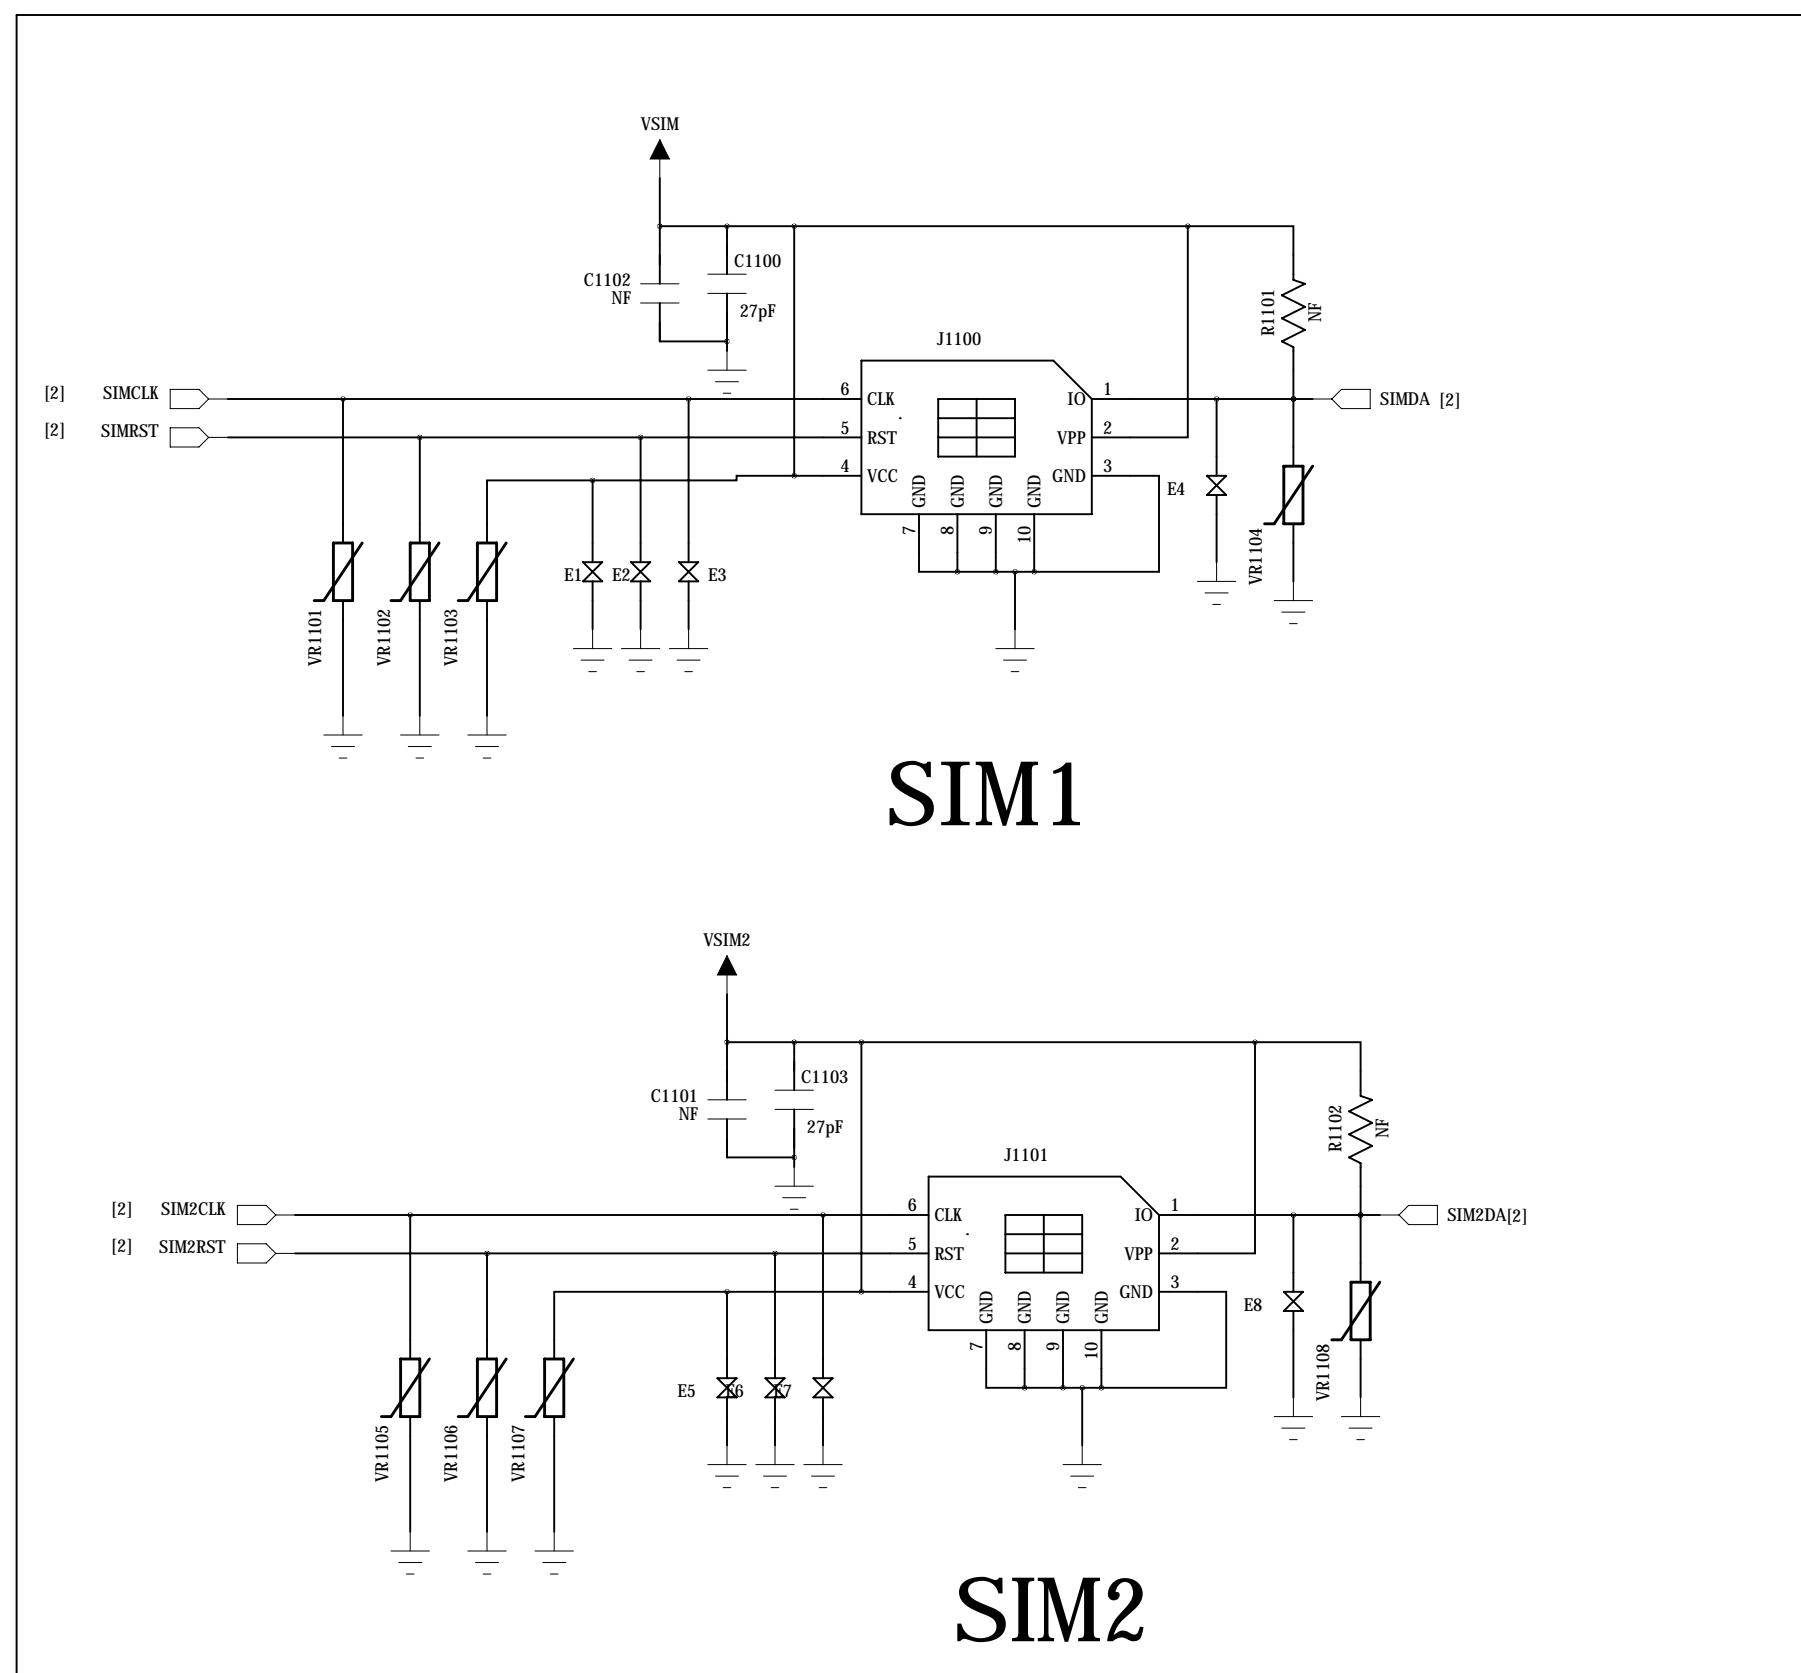 VSIM
C1100
C1102
NF
27pF
R1101
NF
J1100
[2] SIMCLK
6 CLK
IO 1
SIMDA [2]
[2] SIMRST
5 RST
VPP 2
4 VCC
GND 3
GND GND GND GND
7 8 9 10
E4
VR1104
E1 E2 E3
VR1101 VR1102 VR1103
SIM1
VSIM2
C1103
C1101
NF
27pF
R1102
NF
J1101
[2] SIM2CLK
6 CLK
IO 1
SIM2DA[2]
[2] SIM2RST
5 RST
VPP 2
4 VCC
GND 3
GND GND GND GND
7 8 9 10
E8
VR1108
E5 E6 E7
VR1105 VR1106 VR1107
SIM2